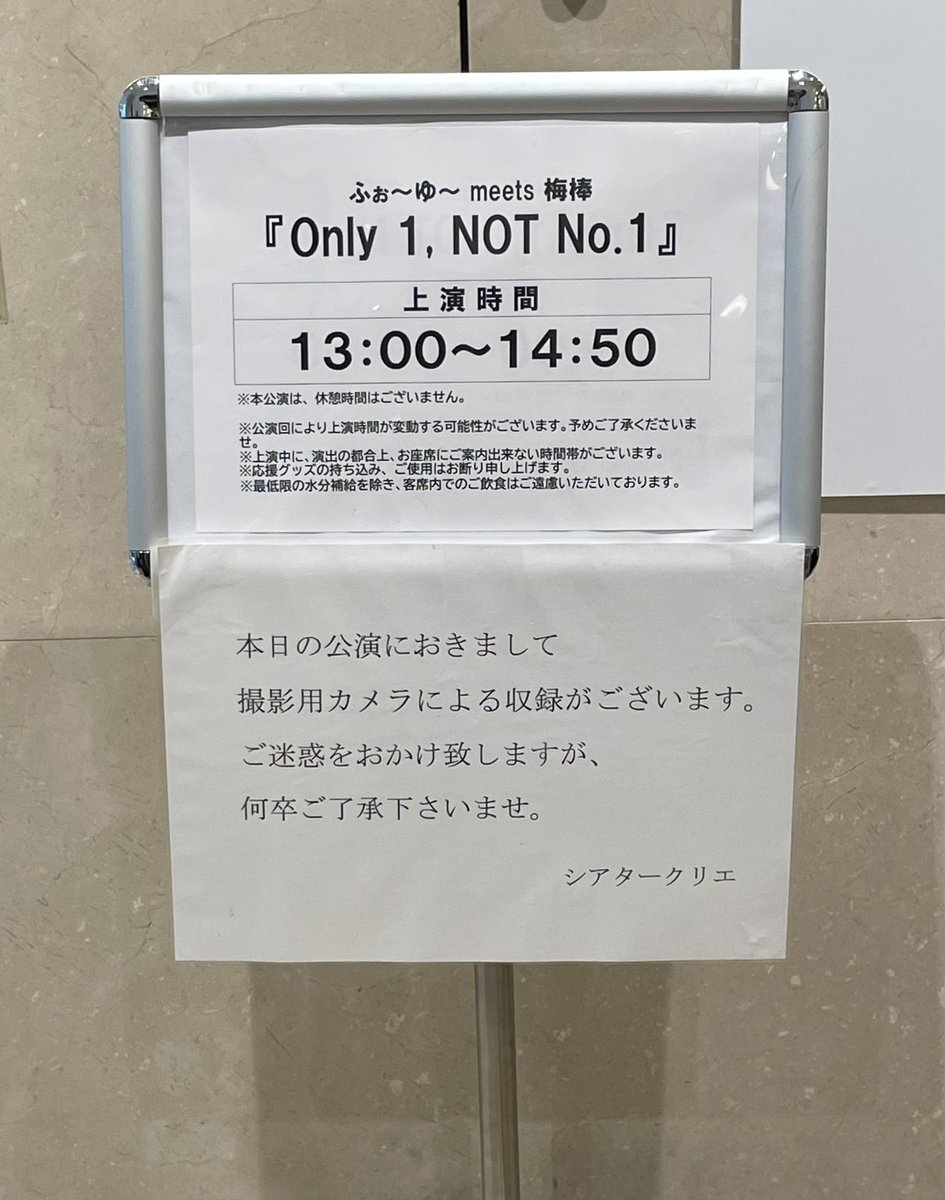 ふぉ〜ゆ〜 meets 梅棒
『Only 1, NOT No.1』
上演時間
13:00〜14:50
※本公演は、休憩時間はございません。
※公演回により上演時間が変動する可能性がございます。予めご了承くださいま
せ。
※上演中に、演出の都合上、お座席にご案内出来ない時間帯がございます。
※応援グッズの持ち込み、ご使用はお断り申し上げます。
※最低限の水分補給を除き、客席内でのご飲食はご遠慮いただいております。
本日の公演におきまして
撮影用カメラによる収録がございます。
ご迷惑をおかけ致しますが、
何卒ご了承下さいませ。
シアタークリエ